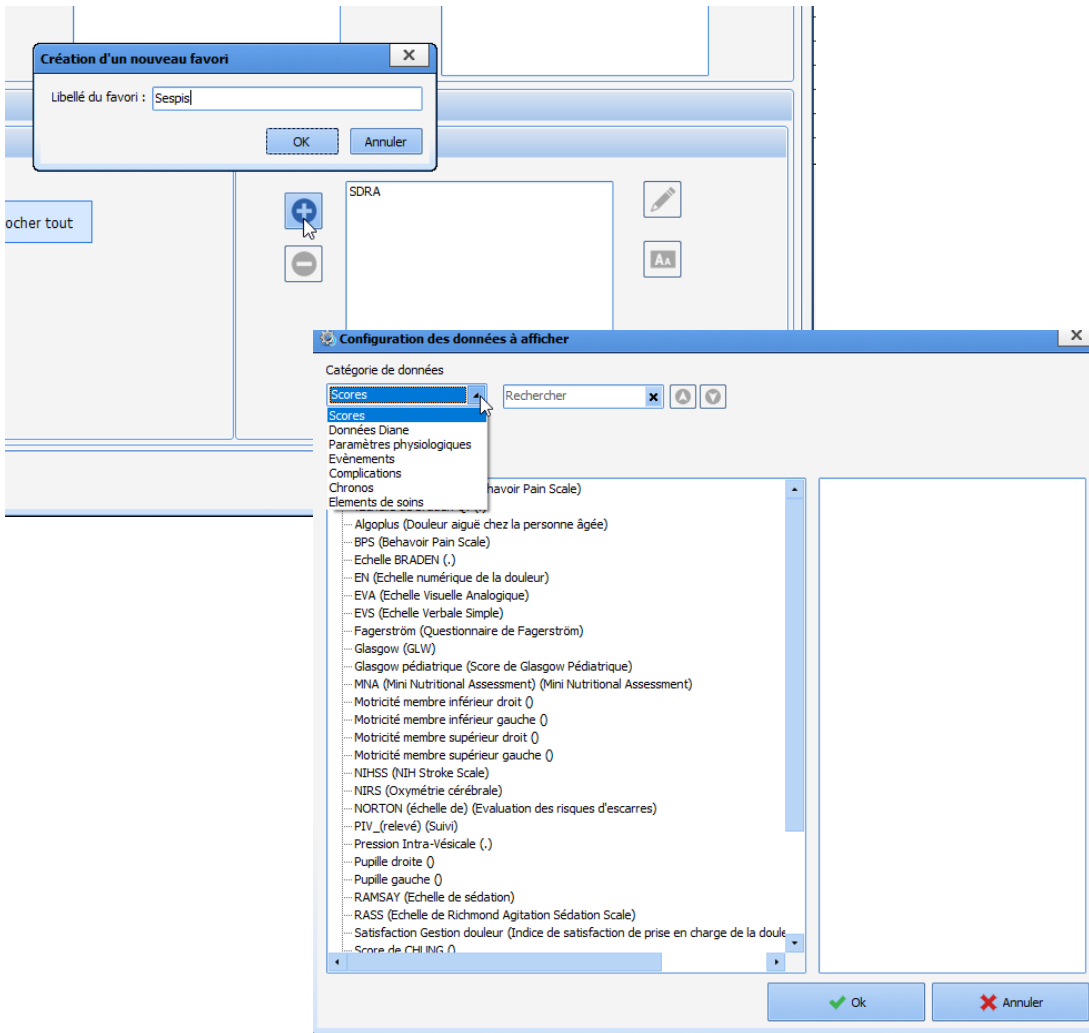 Création d'un nouveau favori
Libellé du favori : Sespis
OK Annuler
ocher tout
SDRA
Configuration des données à afficher
Catégorie de données
Scores Rechercher
Scores
Données Diane
Paramètres physiologiques
Evènements
Complications
Chronos
Elements de soins
havoir Pain Scale)
Algoplus (Douleur aiguë chez la personne âgée)
BPS (Behavoir Pain Scale)
Echelle BRADEN (.)
EN (Echelle numérique de la douleur)
EVA (Echelle Visuelle Analogique)
EVS (Echelle Verbale Simple)
Fagerström (Questionnaire de Fagerström)
Glasgow (GLW)
Glasgow pédiatrique (Score de Glasgow Pédiatrique)
MNA (Mini Nutritional Assessment) (Mini Nutritional Assessment)
Motricité membre inférieur droit ()
Motricité membre inférieur gauche ()
Motricité membre supérieur droit ()
Motricité membre supérieur gauche ()
NIHSS (NIH Stroke Scale)
NIRS (Oxymétrie cérébrale)
NORTON (échelle de) (Evaluation des risques d'escarres)
PIV_(relevé) (Suivi)
Pression Intra-Vésicale (.)
Pupille droite ()
Pupille gauche ()
RAMSAY (Echelle de sédation)
RASS (Echelle de Richmond Agitation Sédation Scale)
Satisfaction Gestion douleur (Indice de satisfaction de prise en charge de la doule
Score de CHUNG ()
Ok Annuler